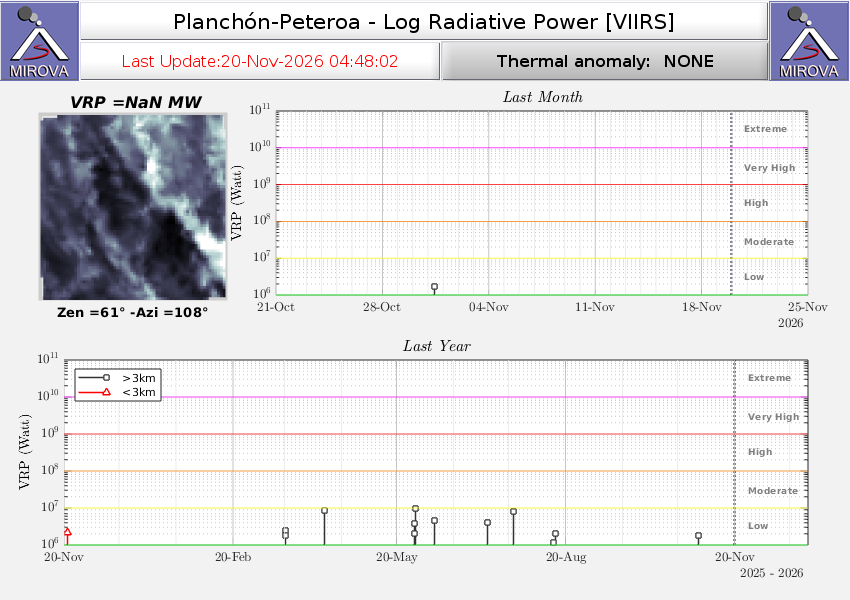 Planchón-Peteroa - Log Radiative Power [VIIRS]
MIROVA
Last Update:20-Nov-2026 04:48:02
Thermal anomaly: NONE
MIROVA
VRP =NaN MW
Zen =61° -Azi =108°
Last Month
VRP (Watt)
10¹¹
10¹⁰
10⁹
10⁸
10⁷
10⁶
Extreme
Very High
High
Moderate
Low
21-Oct 28-Oct 04-Nov 11-Nov 18-Nov 25-Nov
2026
Last Year
VRP (Watt)
10¹¹
10¹⁰
10⁹
10⁸
10⁷
10⁶
>3km
<3km
Extreme
Very High
High
Moderate
Low
20-Nov 20-Feb 20-May 20-Aug 20-Nov
2025 - 2026